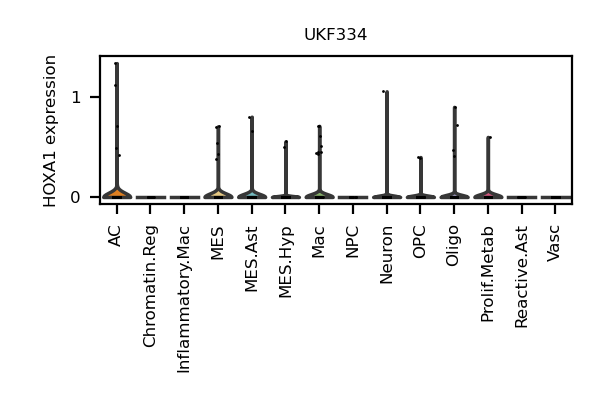 UKF334
HOXA1 expression
1
0
AC
Chromatin.Reg
Inflammatory.Mac
MES
MES.Ast
MES.Hyp
Mac
NPC
Neuron
OPC
Oligo
Prolif.Metab
Reactive.Ast
Vasc